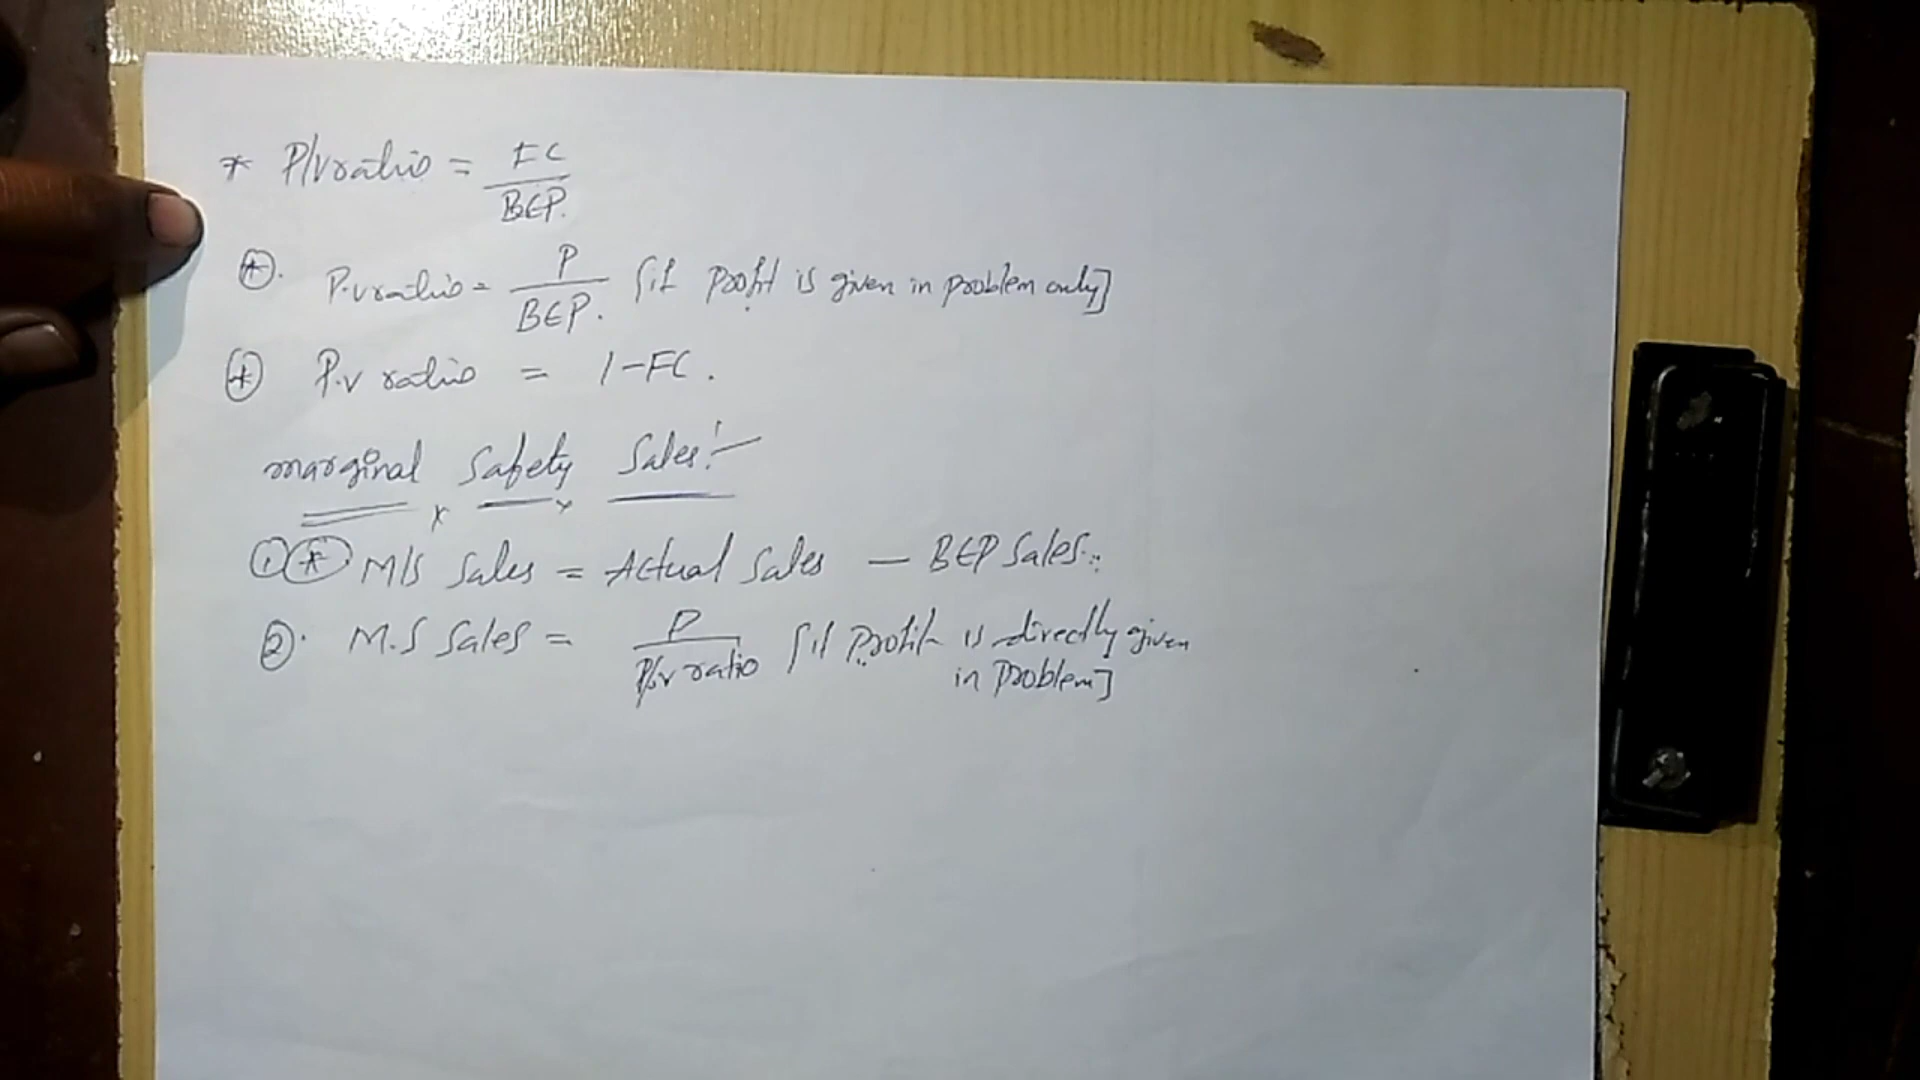 * P/V ratio = FC / BEP.
* P.V ratio = P / BEP. [if profit is given in problem only]
* P.V ratio = 1-FC.
marginal Safety Sales:-
① * M/S Sales = Actual Sales - BEP Sales..
②. M.S Sales = P / P/V ratio [if Profit is directly given
in Problem]